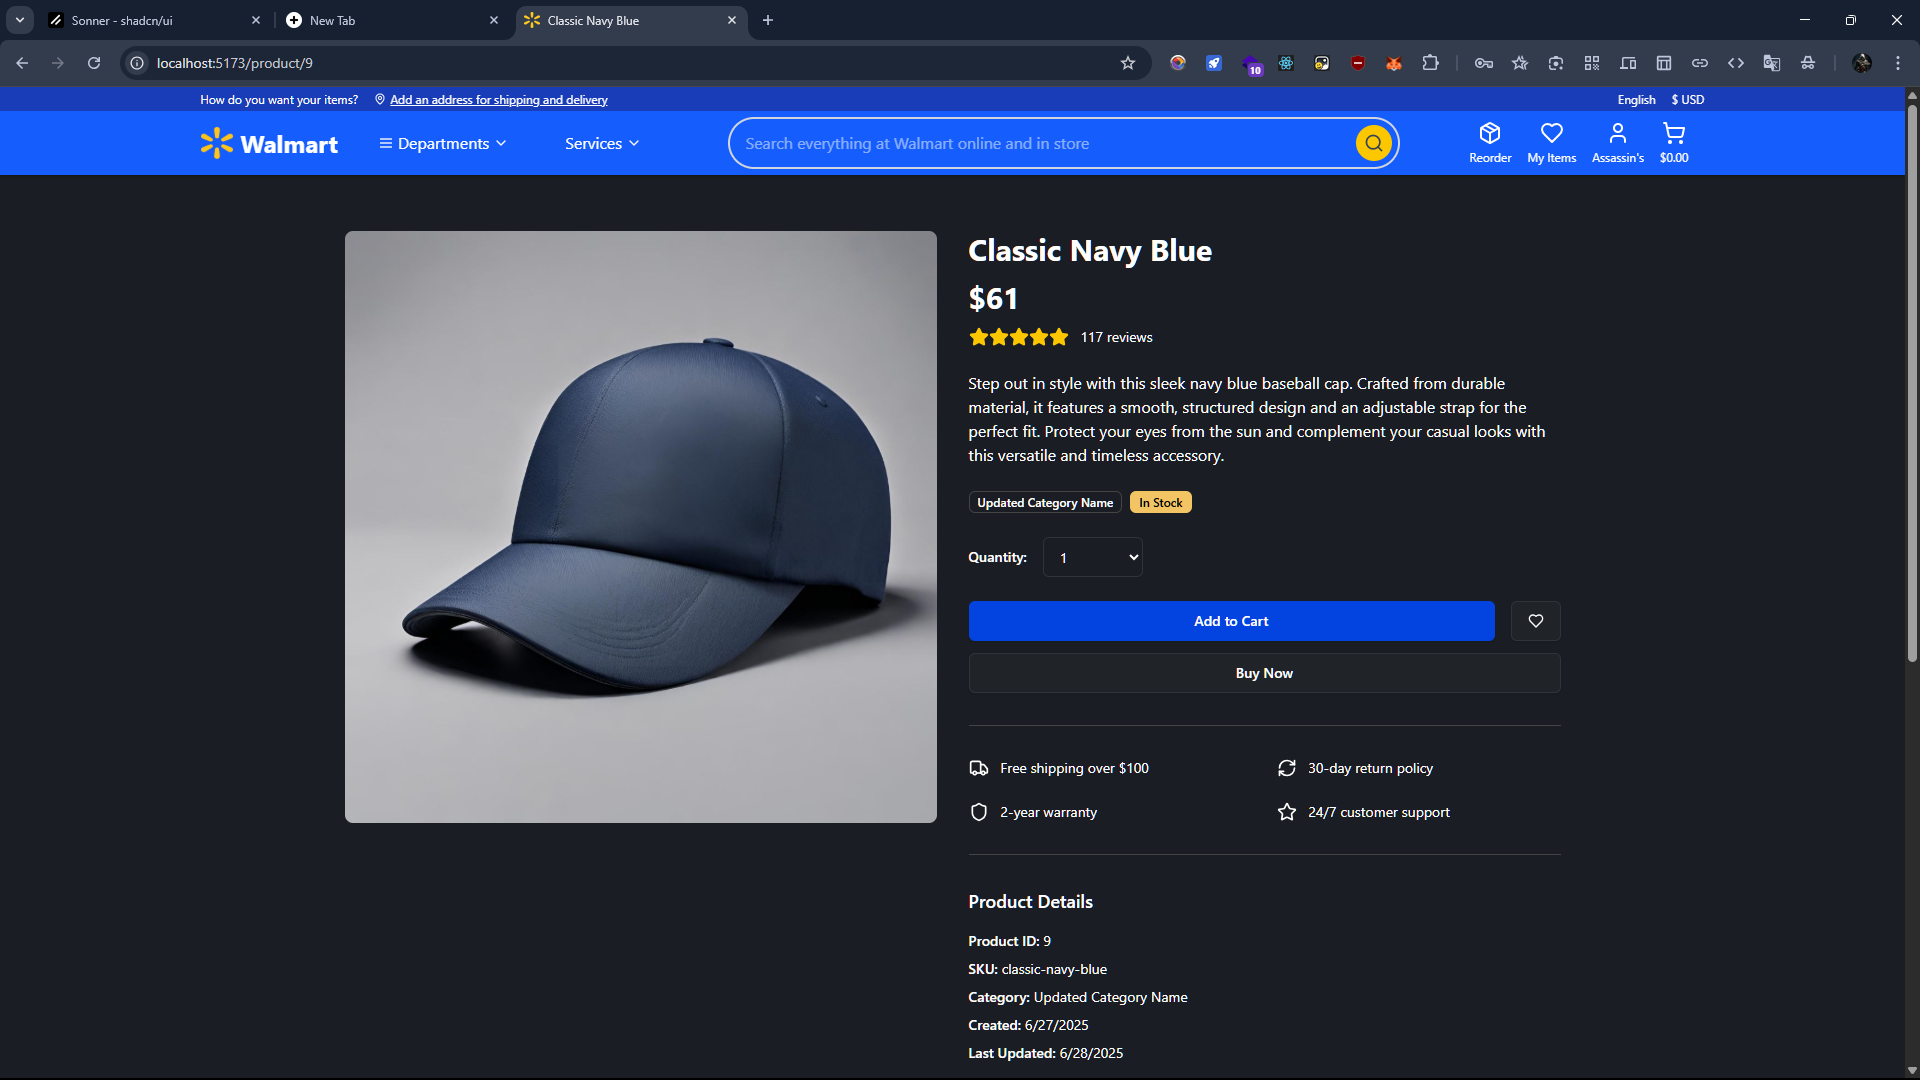 Sonner - shadcn/ui
New Tab
Classic Navy Blue
localhost:5173/product/9
10
How do you want your items?
Add an address for shipping and delivery
English
$ USD
Walmart
Departments
Services
Search everything at Walmart online and in store
Reorder
My Items
Assassin's
$0.00
Classic Navy Blue
$61
117 reviews
Step out in style with this sleek navy blue baseball cap. Crafted from durable
material, it features a smooth, structured design and an adjustable strap for the
perfect fit. Protect your eyes from the sun and complement your casual looks with
this versatile and timeless accessory.
Updated Category Name
In Stock
Quantity:
1
Add to Cart
Buy Now
Free shipping over $100
30-day return policy
2-year warranty
24/7 customer support
Product Details
Product ID: 9
SKU: classic-navy-blue
Category: Updated Category Name
Created: 6/27/2025
Last Updated: 6/28/2025